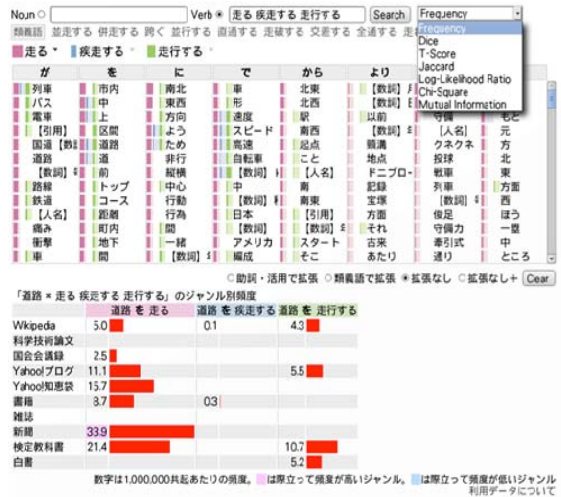 Noun Verb 走る 疾走する 走行する Search Frequency
類義語 並走する 併走する 跨ぐ 並行する 直通する 走破する 交差する 全通する
Frequency
Dice
T-Score
Jaccard
Log-Likelihood Ratio
Chi-Square
Mutual Information
走る 疾走する 走行する
が を に で から より
列車 市内 南北 車 北東 【数詞】
バス 中 東西 形 北西 【数詞】 守備 もと
電車 上 方向 速度 駅 以前 【人名】 元
【引用】 区間 よう スピード 南西 【数詞】 クネクネ 方
国道 道路 ため 高速 起点 頭溝 投球 北
道路 道 非行 自転車 こと 地点 戦車 東
【数詞】 前 縦横 【数詞】 【人名】 ドニプロ- 列車 方面
路線 トップ 中心 中 南 記録 【数詞】 西
鉄道 コース 行動 【数詞】 南東 宝塚 俊足 ほう
【人名】 距離 行為 日本 【引用】 方面 守備力 一塁
痛み 町内 間 【数詞】 【数詞】 それ 牽引式 中
衝撃 地下 一緒 アメリカ スタート 古来 通り ところ
車 間 【数詞】 編成 そこ あたり
助詞・活用で拡張 類義語で拡張 拡張なし 拡張なし+ Clear
「道路 × 走る 疾走する 走行する」のジャンル別頻度
道路 を 走る 道路 を 疾走する 道路 を 走行する
Wikipedia 5.0 0.1 4.3
科学技術論文
国会会議録 2.5
Yahoo!ブログ 11.1 5.5
Yahoo!知恵袋 15.7
書籍 8.7 0.3
雑誌
新聞 33.9
検定教科書 21.4 10.7
白書 5.2
数字は1,000,000共起あたりの頻度。 は際立って頻度が高いジャンル。 は際立って頻度が低いジャンル
利用データについて